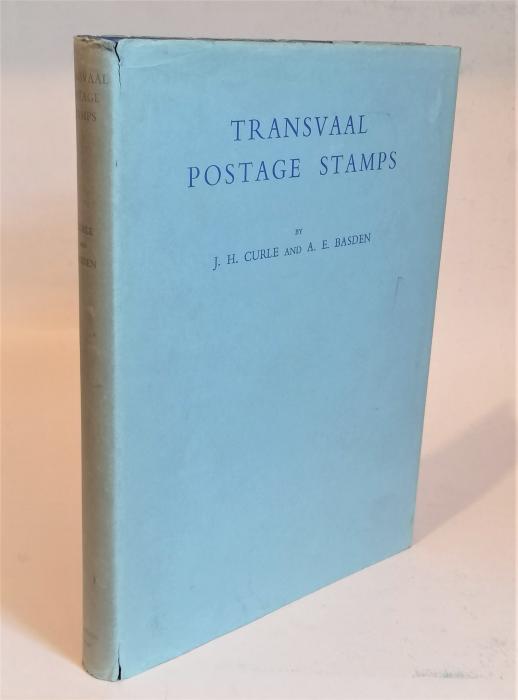 TRANSVAAL
POSTAGE STAMPS
BY
J. H. CURLE AND A. E. BASDEN